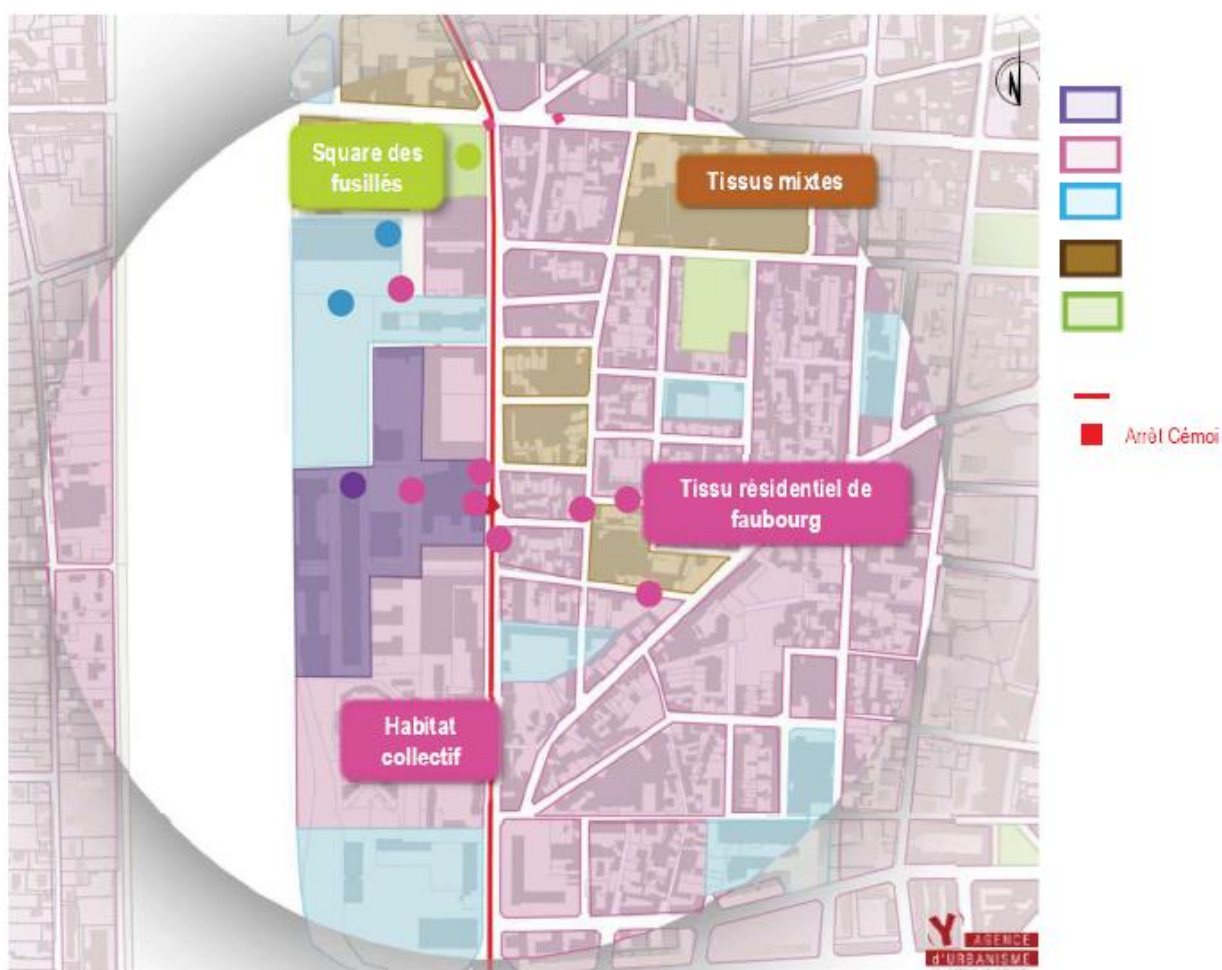 N
Square des
fusillés
Tissus mixtes
Arrêt Cémoi
Tissu résidentiel de
faubourg
Habitat
collectif
Y
AGENCE
d'URBANISME